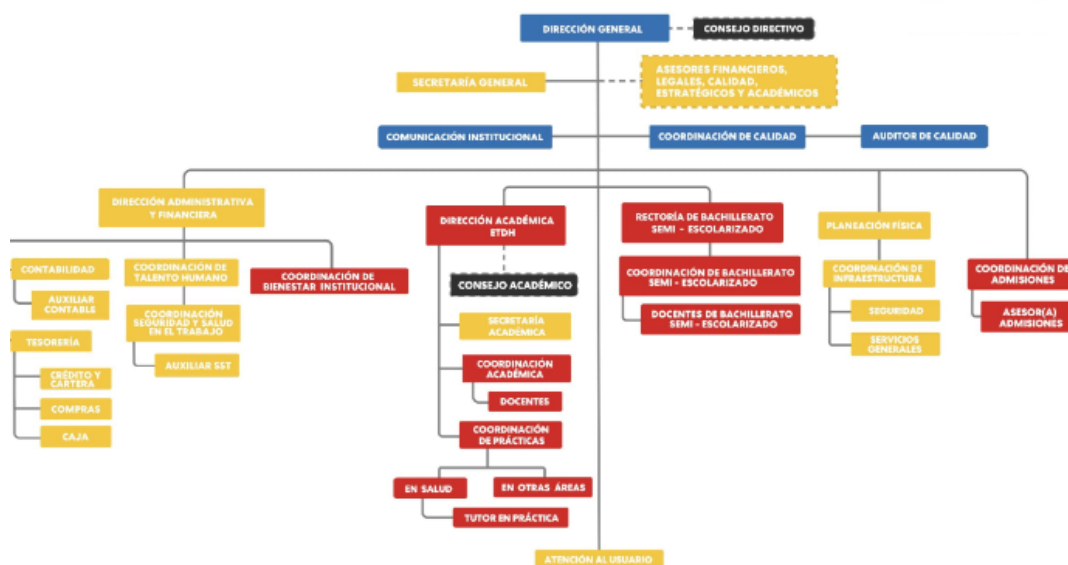 DIRECCIÓN GENERAL
CONSEJO DIRECTIVO
SECRETARÍA GENERAL
ASESORES FINANCIEROS,
LEGALES, CALIDAD,
ESTRATÉGICOS Y ACADÉMICOS
COMUNICACIÓN INSTITUCIONAL
COORDINACIÓN DE CALIDAD
AUDITOR DE CALIDAD
DIRECCIÓN ADMINISTRATIVA
Y FINANCIERA
CONTABILIDAD
AUXILIAR
CONTABLE
TESORERÍA
CRÉDITO Y
CARTERA
COMPRAS
CAJA
COORDINACIÓN DE
TALENTO HUMANO
COORDINACIÓN
SEGURIDAD Y SALUD
EN EL TRABAJO
AUXILIAR SST
COORDINACIÓN DE
BIENESTAR INSTITUCIONAL
DIRECCIÓN ACADÉMICA
ETDH
CONSEJO ACADÉMICO
SECRETARÍA
ACADÉMICA
COORDINACIÓN
ACADÉMICA
DOCENTES
COORDINACIÓN
DE PRÁCTICAS
EN SALUD
EN OTRAS ÁREAS
TUTOR EN PRÁCTICA
RECTORÍA DE BACHILLERATO
SEMI - ESCOLARIZADO
COORDINACIÓN DE BACHILLERATO
SEMI - ESCOLARIZADO
DOCENTES DE BACHILLERATO
SEMI - ESCOLARIZADO
PLANEACIÓN FÍSICA
COORDINACIÓN DE
INFRAESTRUCTURA
SEGURIDAD
SERVICIOS
GENERALES
COORDINACIÓN DE
ADMISIONES
ASESOR(A)
ADMISIONES
ATENCIÓN AL USUARIO